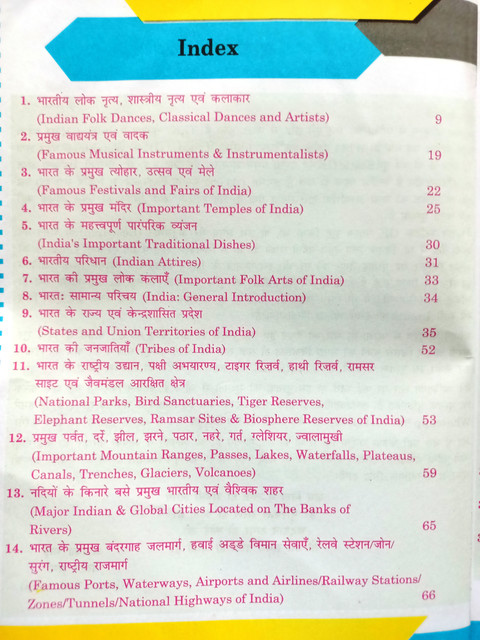 Index
1. भारतीय लोक नृत्य, शास्त्रीय नृत्य एवं कलाकार
(Indian Folk Dances, Classical Dances and Artists) 9
2. प्रमुख वाद्ययंत्र एवं वादक
(Famous Musical Instruments & Instrumentalists) 19
3. भारत के प्रमुख त्योहार, उत्सव एवं मेले
(Famous Festivals and Fairs of India) 22
4. भारत के प्रमुख मंदिर (Important Temples of India) 25
5. भारत के महत्त्वपूर्ण पारंपरिक व्यंजन
(India's Important Traditional Dishes) 30
6. भारतीय परिधान (Indian Attires) 31
7. भारत की प्रमुख लोक कलाएँ (Important Folk Arts of India) 33
8. भारत: सामान्य परिचय (India: General Introduction) 34
9. भारत के राज्य एवं केन्द्रशासित प्रदेश
(States and Union Territories of India) 35
10. भारत की जनजातियाँ (Tribes of India) 52
11. भारत के राष्ट्रीय उद्यान, पक्षी अभयारण्य, टाइगर रिजर्व, हाथी रिजर्व, रामसर
साइट एवं जैवमंडल आरक्षित क्षेत्र
(National Parks, Bird Sanctuaries, Tiger Reserves,
Elephant Reserves, Ramsar Sites & Biosphere Reserves of India) 53
12. प्रमुख पर्वत, दर्रे, झील, झरने, पठार, नहरे, गर्त, ग्लेशियर, ज्वालामुखी
(Important Mountain Ranges, Passes, Lakes, Waterfalls, Plateaus,
Canals, Trenches, Glaciers, Volcanoes) 59
13. नदियों के किनारे बसे प्रमुख भारतीय एवं वैश्विक शहर
(Major Indian & Global Cities Located on The Banks of
Rivers) 65
14. भारत के प्रमुख बंदरगाह जलमार्ग, हवाई अड्डे विमान सेवाएँ, रेलवे स्टेशन/जोन/
सुरंग, राष्ट्रीय राजमार्ग
(Famous Ports, Waterways, Airports and Airlines/Railway Stations/
Zones/Tunnels/National Highways of India) 66